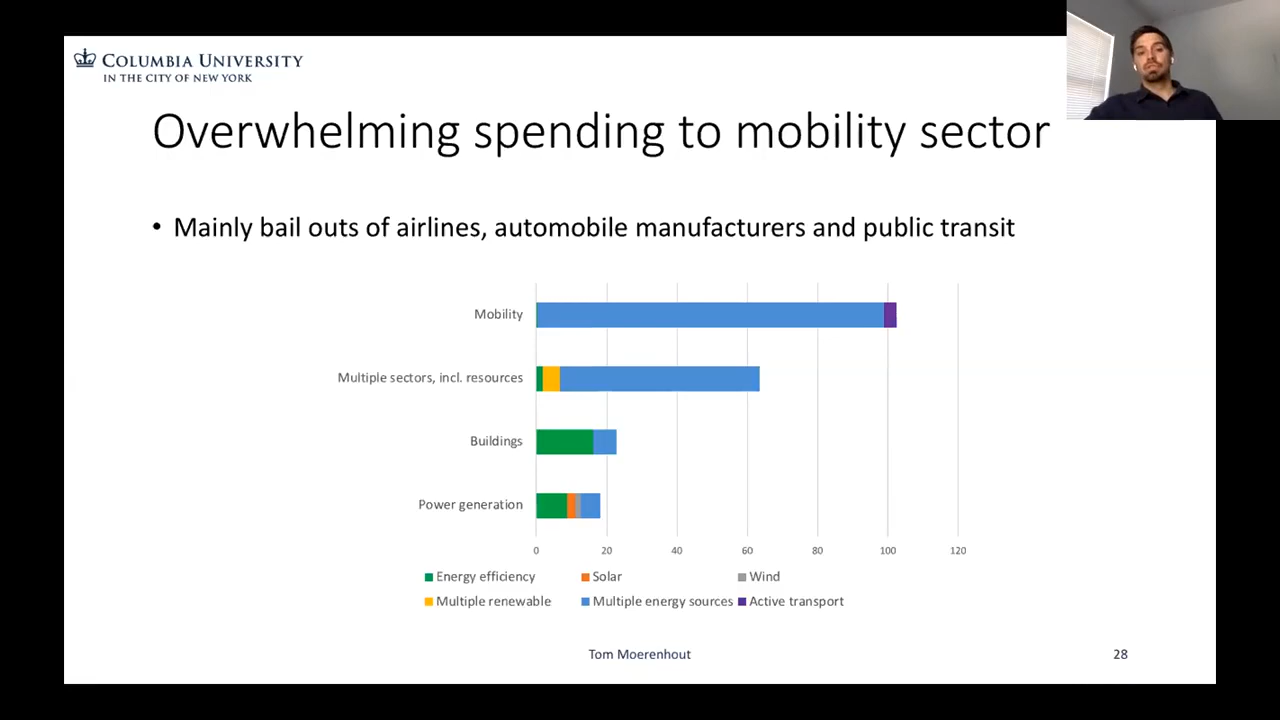 COLUMBIA UNIVERSITY
IN THE CITY OF NEW YORK
Overwhelming spending to mobility sector
• Mainly bail outs of airlines, automobile manufacturers and public transit
Mobility
Multiple sectors, incl. resources
Buildings
Power generation
0 20 40 60 80 100 120
Energy efficiency Solar Wind
Multiple renewable Multiple energy sources Active transport
Tom Moerenhout 28